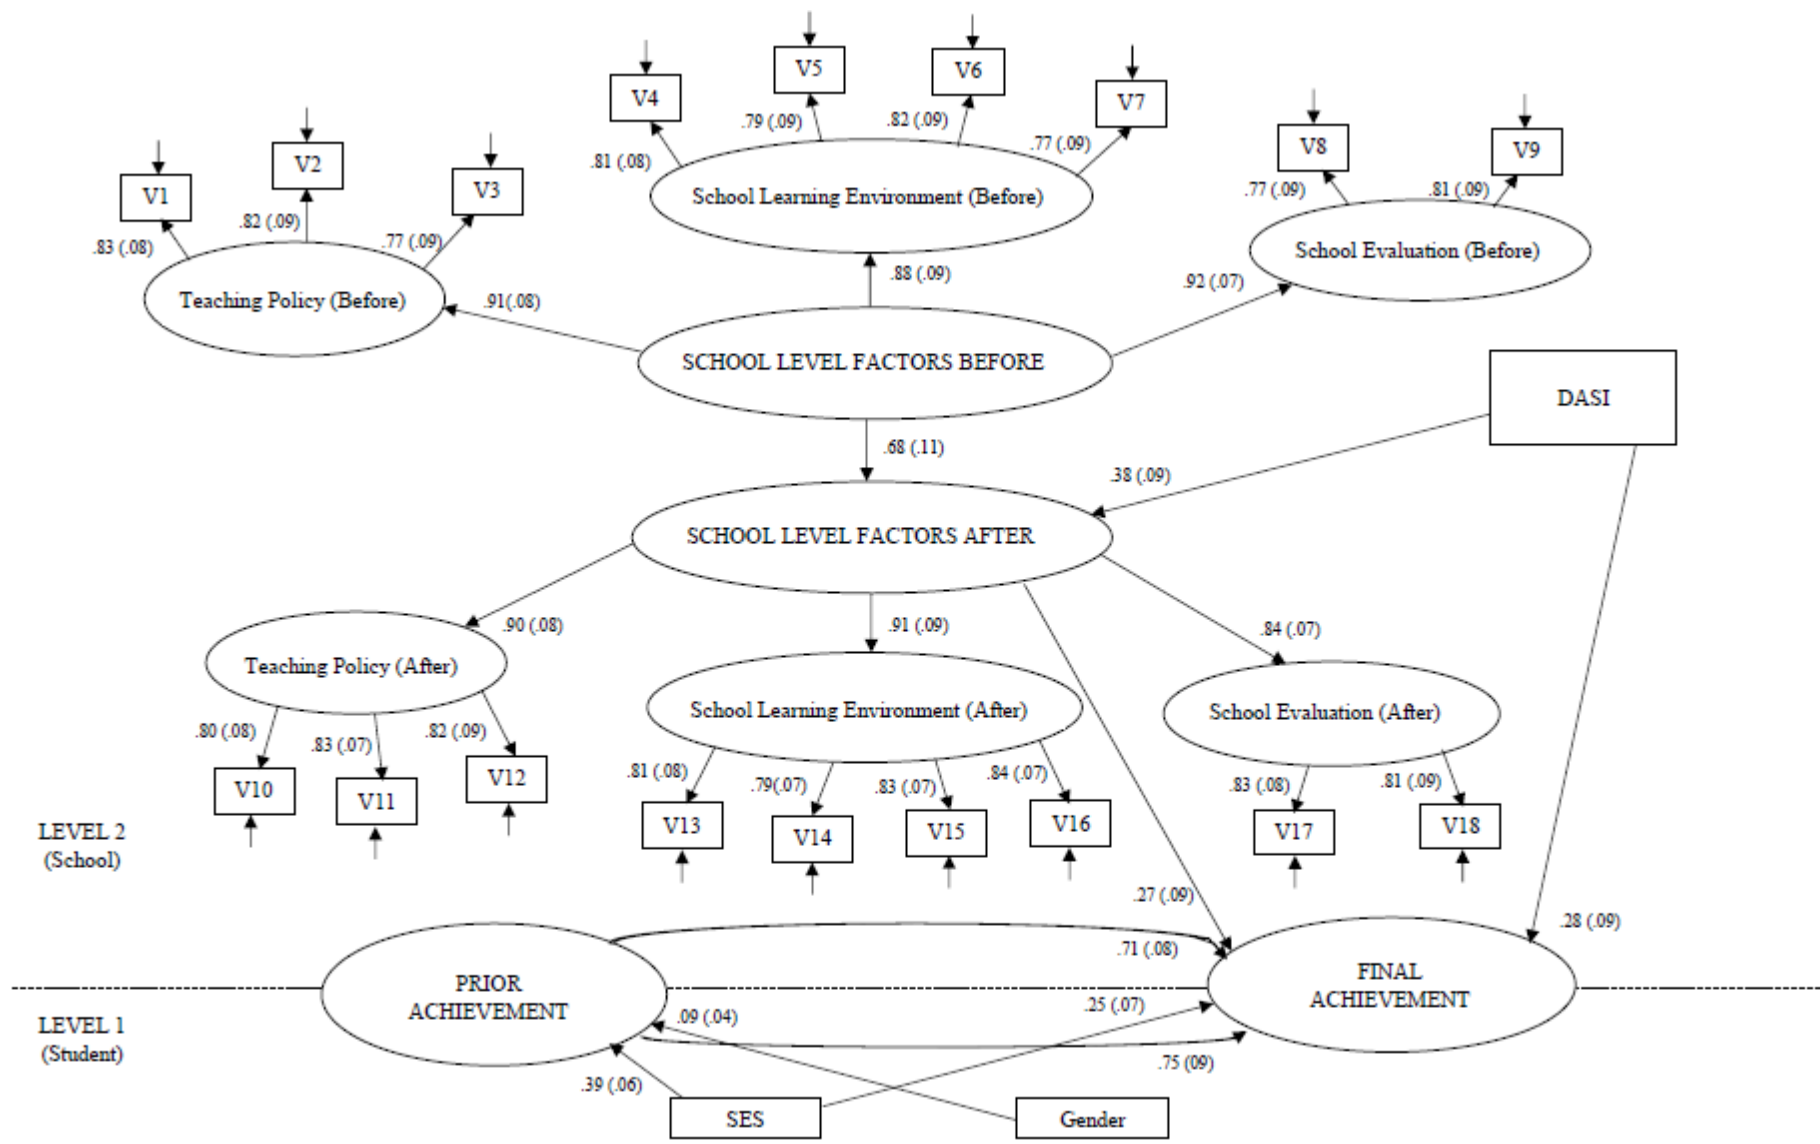 V5
V6
V4
V7
.79 (.09)
.82 (.09)
V8
V9
V2
.77 (.09)
.81 (.08)
V1
V3
School Learning Environment (Before)
.77 (.09)
.81 (.09)
.82 (.09)
.83 (.08)
.77 (.09)
School Evaluation (Before)
.88 (.09)
.92 (.07)
Teaching Policy (Before)
.91(.08)
SCHOOL LEVEL FACTORS BEFORE
DASI
.68 (.11)
.38 (.09)
SCHOOL LEVEL FACTORS AFTER
.90 (.08)
.91 (.09)
.84 (.07)
Teaching Policy (After)
School Learning Environment (After)
School Evaluation (After)
.80 (.08)
.83 (.07)
.82 (.09)
.81 (.08)
.79(.07)
.83 (.07)
.84 (.07)
.83 (.08)
.81 (.09)
V10
V11
V12
V13
V14
V15
V16
V17
V18
LEVEL 2
(School)
.27 (.09)
.28 (.09)
.71 (.08)
PRIOR
ACHIEVEMENT
FINAL
ACHIEVEMENT
LEVEL 1
(Student)
.09 (.04)
.25 (.07)
.75 (09)
.39 (.06)
SES
Gender